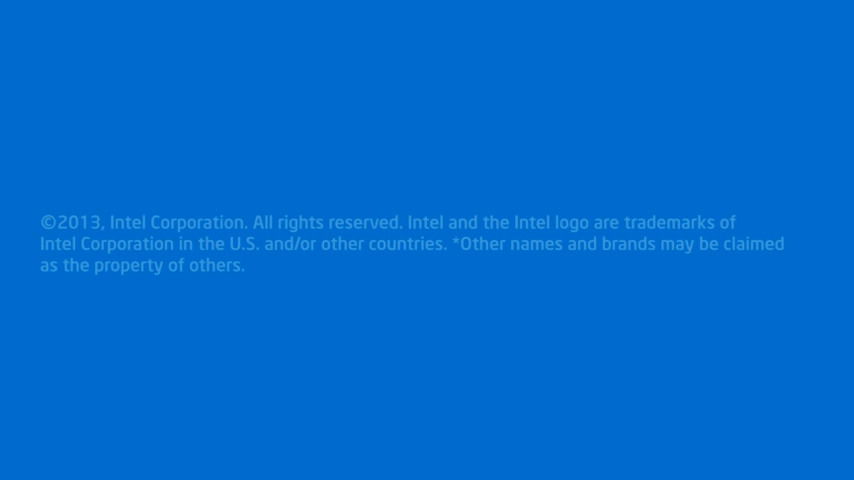 ©2013, Intel Corporation. All rights reserved. Intel and the Intel logo are trademarks of
Intel Corporation in the U.S. and/or other countries. *Other names and brands may be claimed
as the property of others.